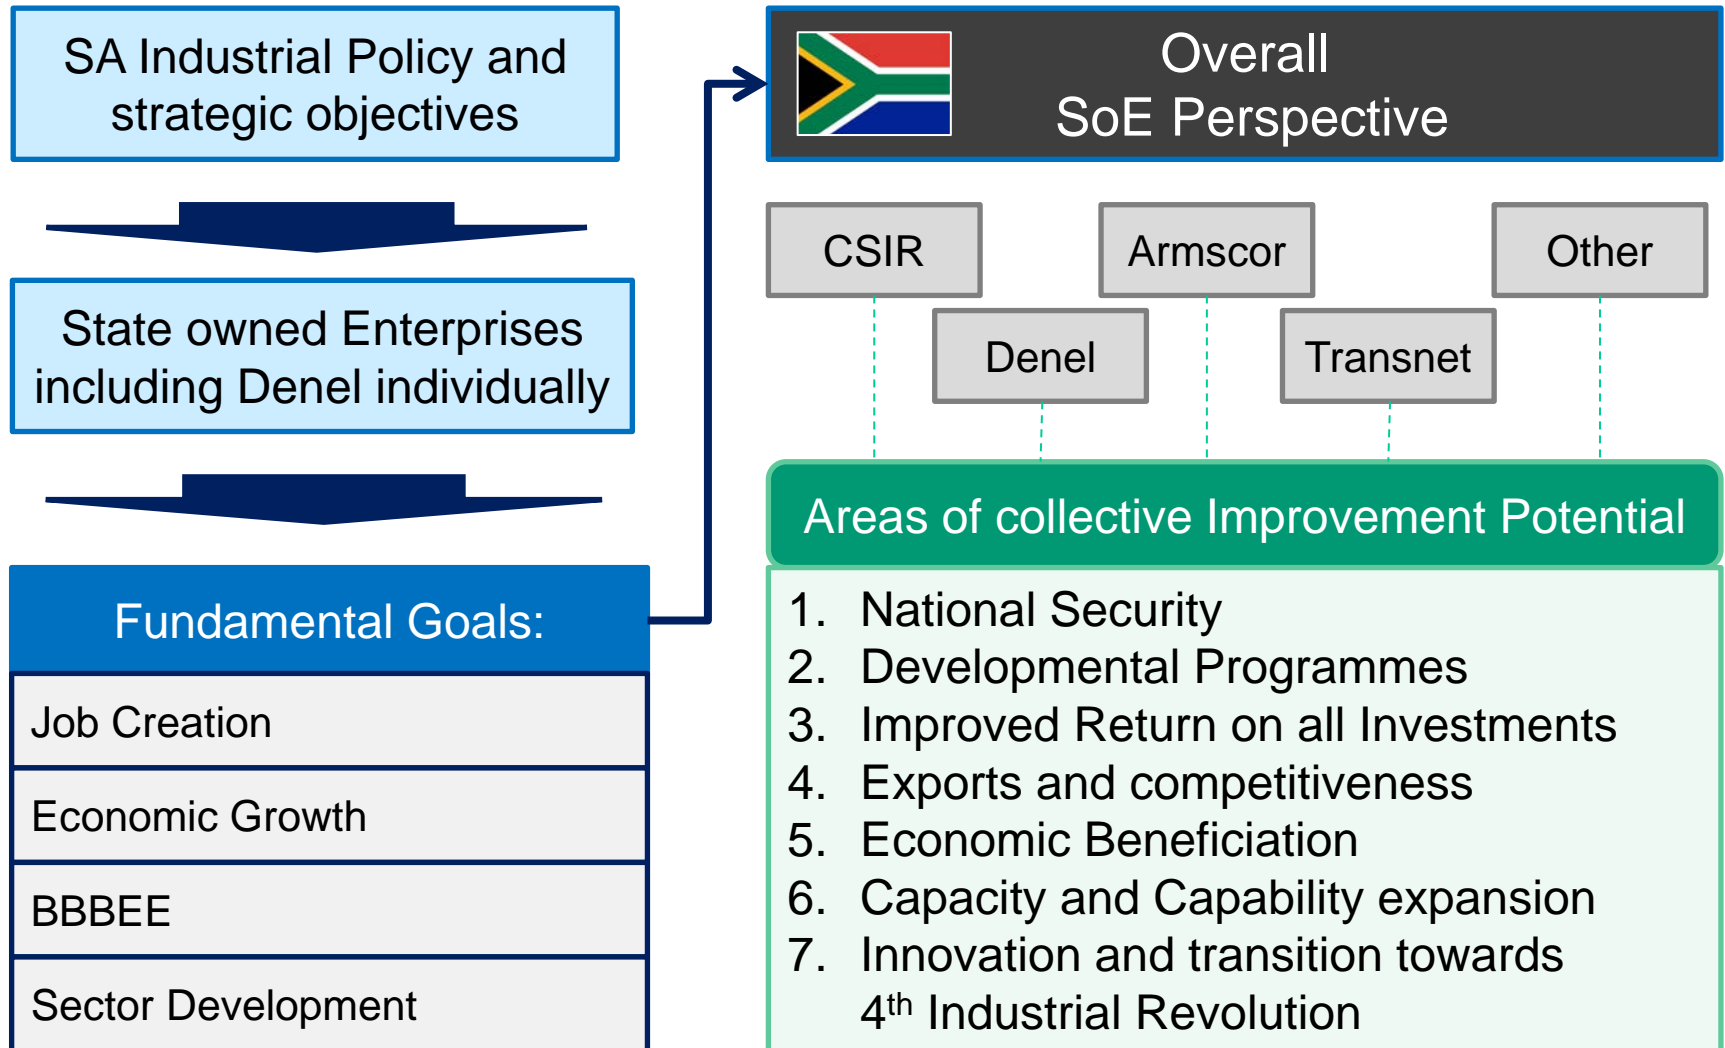 SA Industrial Policy and
strategic objectives
State owned Enterprises
including Denel individually
Fundamental Goals:
Job Creation
Economic Growth
BBBEE
Sector Development
Overall
SoE Perspective
CSIR
Armscor
Other
Denel
Transnet
Areas of collective Improvement Potential
1. National Security
2. Developmental Programmes
3. Improved Return on all Investments
4. Exports and competitiveness
5. Economic Beneficiation
6. Capacity and Capability expansion
7. Innovation and transition towards
4th Industrial Revolution